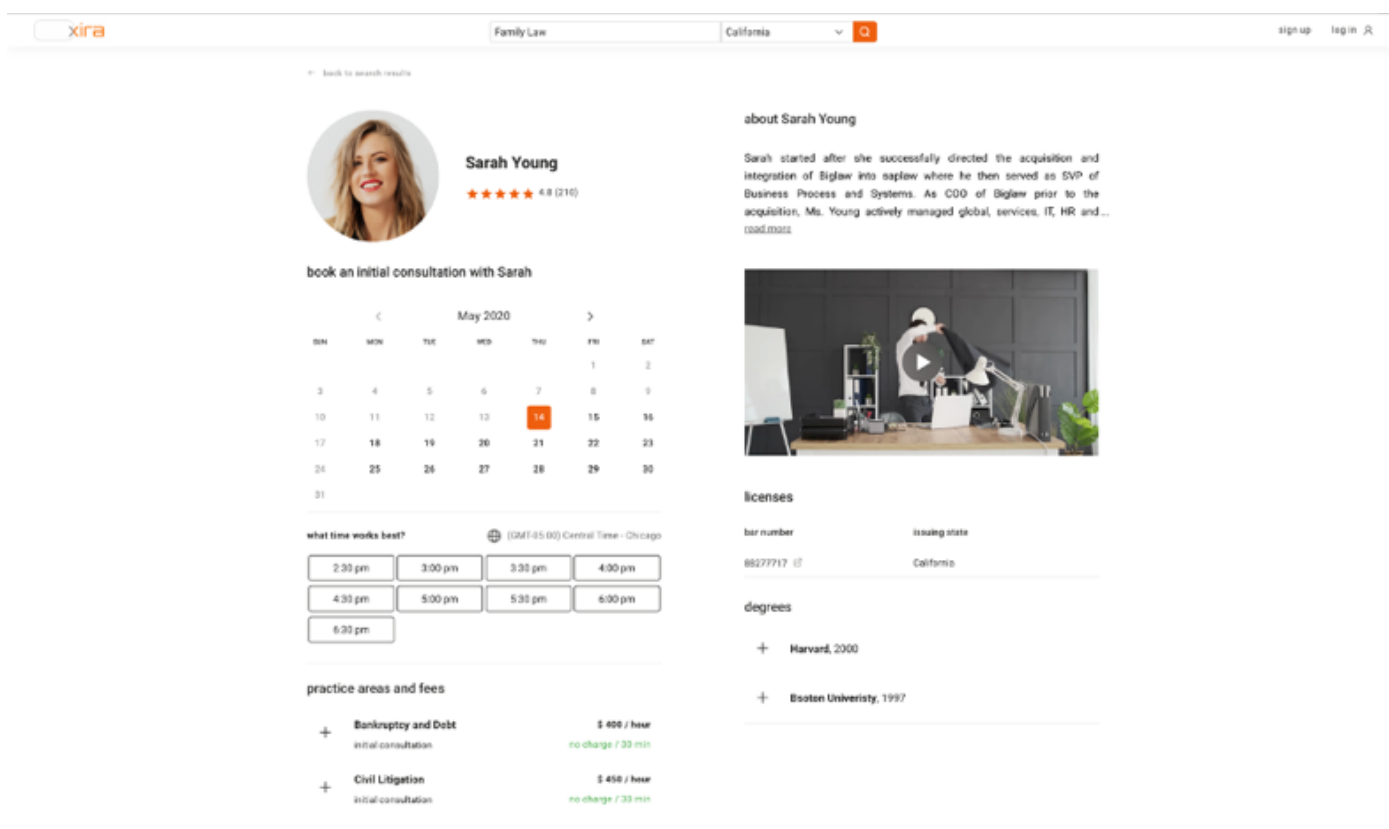 xira
Family Law
California
sign up
log in
← back to search results
Sarah Young
4.8 (210)
book an initial consultation with Sarah
May 2020
SUN MON TUE WED THU FRI SAT
1 2
3 4 5 6 7 8 9
10 11 12 13 14 15 16
17 18 19 20 21 22 23
24 25 26 27 28 29 30
31
what time works best?
(GMT-05:00) Central Time - Chicago
2:30 pm 3:00 pm 3:30 pm 4:00 pm
4:30 pm 5:00 pm 5:30 pm 6:00 pm
6:30 pm
practice areas and fees
Bankruptcy and Debt $ 400 / hour
initial consultation no charge / 30 min
Civil Litigation $ 450 / hour
initial consultation no charge / 30 min
about Sarah Young
Sarah started after she successfully directed the acquisition and
integration of Biglaw into saplaw where he then served as SVP of
Business Process and Systems. As COO of Biglaw prior to the
acquisition, Ms. Young actively managed global, services, IT, HR and ...
read more
licenses
bar number issuing state
88277717 California
degrees
+ Harvard, 2000
+ Bsoton Univeristy, 1997